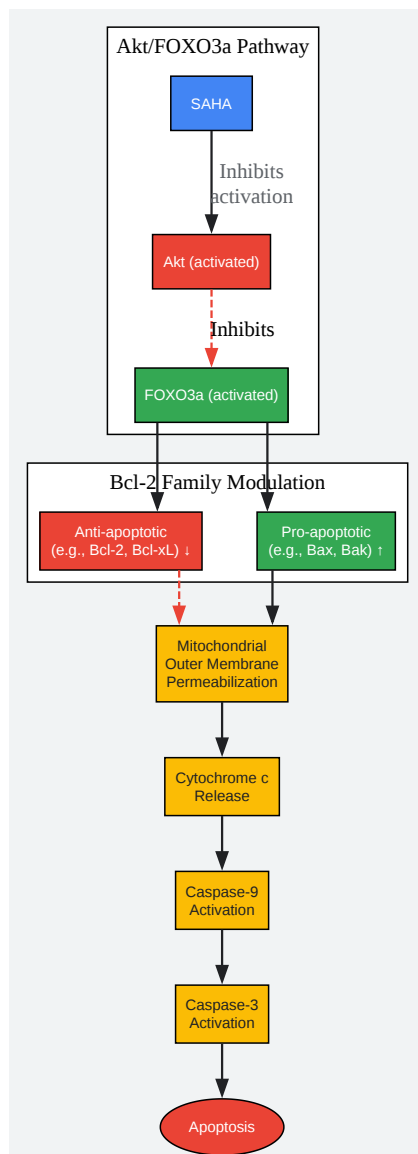 Akt/FOXO3a Pathway
SAHA
Inhibits
activation
Akt (activated)
Inhibits
FOXO3a (activated)
Bcl-2 Family Modulation
Anti-apoptotic
(e.g., Bcl-2, Bcl-xL) ↓
Pro-apoptotic
(e.g., Bax, Bak) ↑
Mitochondrial
Outer Membrane
Permeabilization
Cytochrome c
Release
Caspase-9
Activation
Caspase-3
Activation
Apoptosis